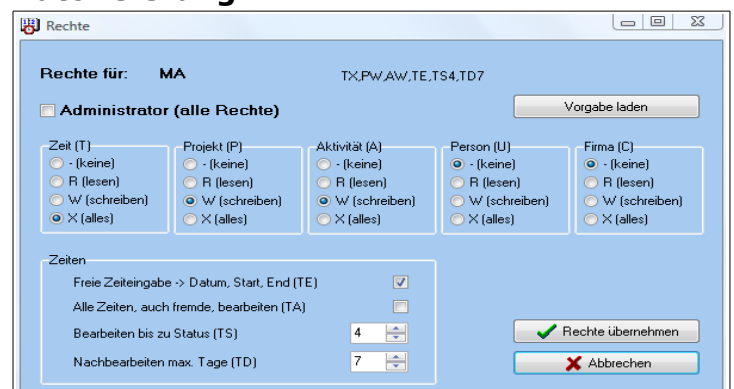 Rechte
Rechte für: MA TX,PW,AW,TE,TS4,TD7
Administrator (alle Rechte) Vorgabe laden
Zeit (T) Projekt (P) Aktivität (A) Person (U) Firma (C)
- (keine) - (keine) - (keine) - (keine) - (keine)
R (lesen) R (lesen) R (lesen) R (lesen) R (lesen)
W (schreiben) W (schreiben) W (schreiben) W (schreiben) W (schreiben)
X (alles) X (alles) X (alles) X (alles) X (alles)
Zeiten
Freie Zeiteingabe -> Datum, Start, End (TE)
Alle Zeiten, auch fremde, bearbeiten (TA)
Bearbeiten bis zu Status (TS) 4 Rechte übernehmen
Nachbearbeiten max. Tage (TD) 7 Abbrechen